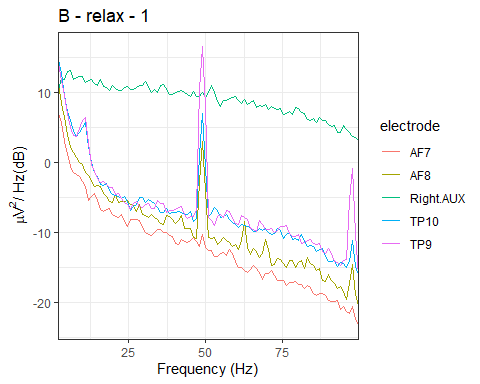 B - relax - 1
μV²/ Hz(dB)
10
0
-10
-20
25
50
75
Frequency (Hz)
electrode
AF7
AF8
Right.AUX
TP10
TP9